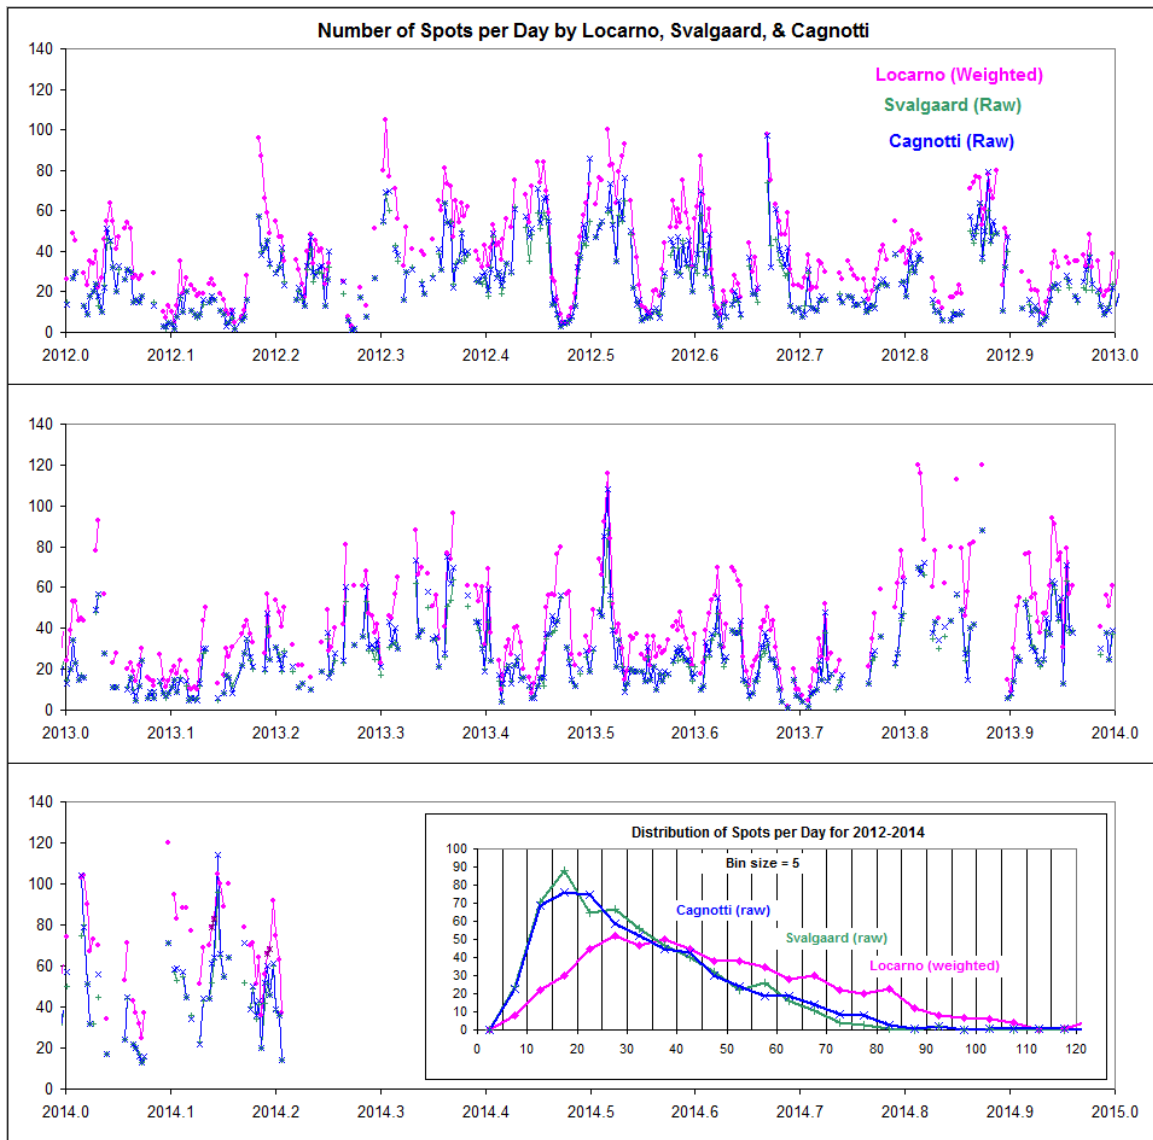 Number of Spots per Day by Locarno, Svalgaard, & Cagnotti
140
120
100
80
60
40
20
0
Locarno (Weighted)
Svalgaard (Raw)
Cagnotti (Raw)
2012.0 2012.1 2012.2 2012.3 2012.4 2012.5 2012.6 2012.7 2012.8 2012.9 2013.0
140
120
100
80
60
40
20
0
2013.0 2013.1 2013.2 2013.3 2013.4 2013.5 2013.6 2013.7 2013.8 2013.9 2014.0
140
120
100
80
60
40
20
0
2014.0 2014.1 2014.2 2014.3 2014.4 2014.5 2014.6 2014.7 2014.8 2014.9 2015.0
Distribution of Spots per Day for 2012-2014
Bin size = 5
100
90
80
70
60
50
40
30
20
10
0
Cagnotti (raw)
Svalgaard (raw)
Locarno (weighted)
0 10 20 30 40 50 60 70 80 90 100 110 120